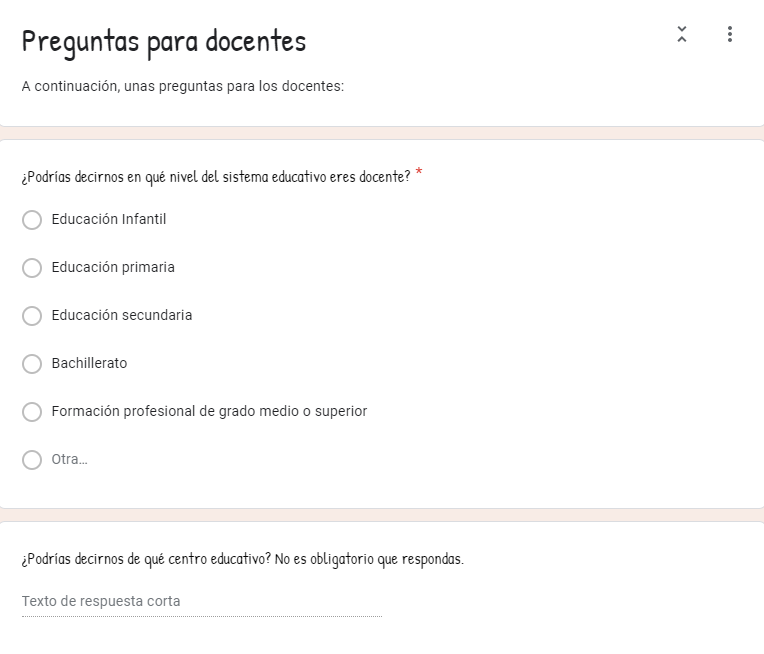 Preguntas para docentes
A continuación, unas preguntas para los docentes:
¿Podrías decirnos en qué nivel del sistema educativo eres docente? *
Educación Infantil
Educación primaria
Educación secundaria
Bachillerato
Formación profesional de grado medio o superior
Otra...
¿Podrías decirnos de qué centro educativo? No es obligatorio que respondas.
Texto de respuesta corta